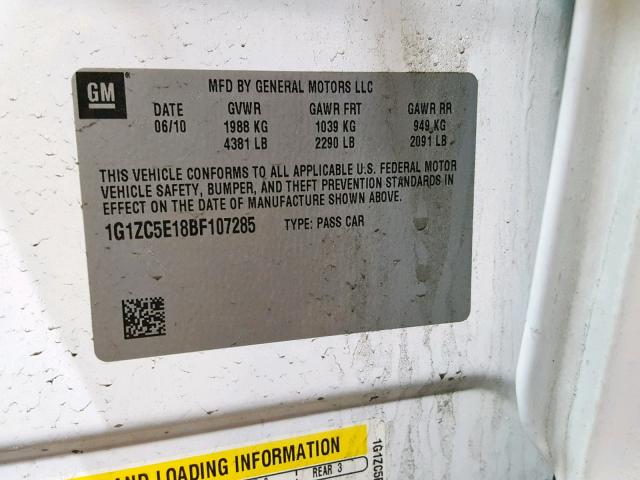 GM
MFD BY GENERAL MOTORS LLC
DATE GVWR GAWR FRT GAWR RR
06/10 1988 KG 1039 KG 949 KG
4381 LB 2290 LB 2091 LB
THIS VEHICLE CONFORMS TO ALL APPLICABLE U.S. FEDERAL MOTOR
VEHICLE SAFETY, BUMPER, AND THEFT PREVENTION STANDARDS IN
EFFECT ON THE DATE OF MANUFACTURE SHOWN ABOVE.
1G1ZC5E18BF107285 TYPE: PASS CAR
AND LOADING INFORMATION
REAR 3
1G1ZC5